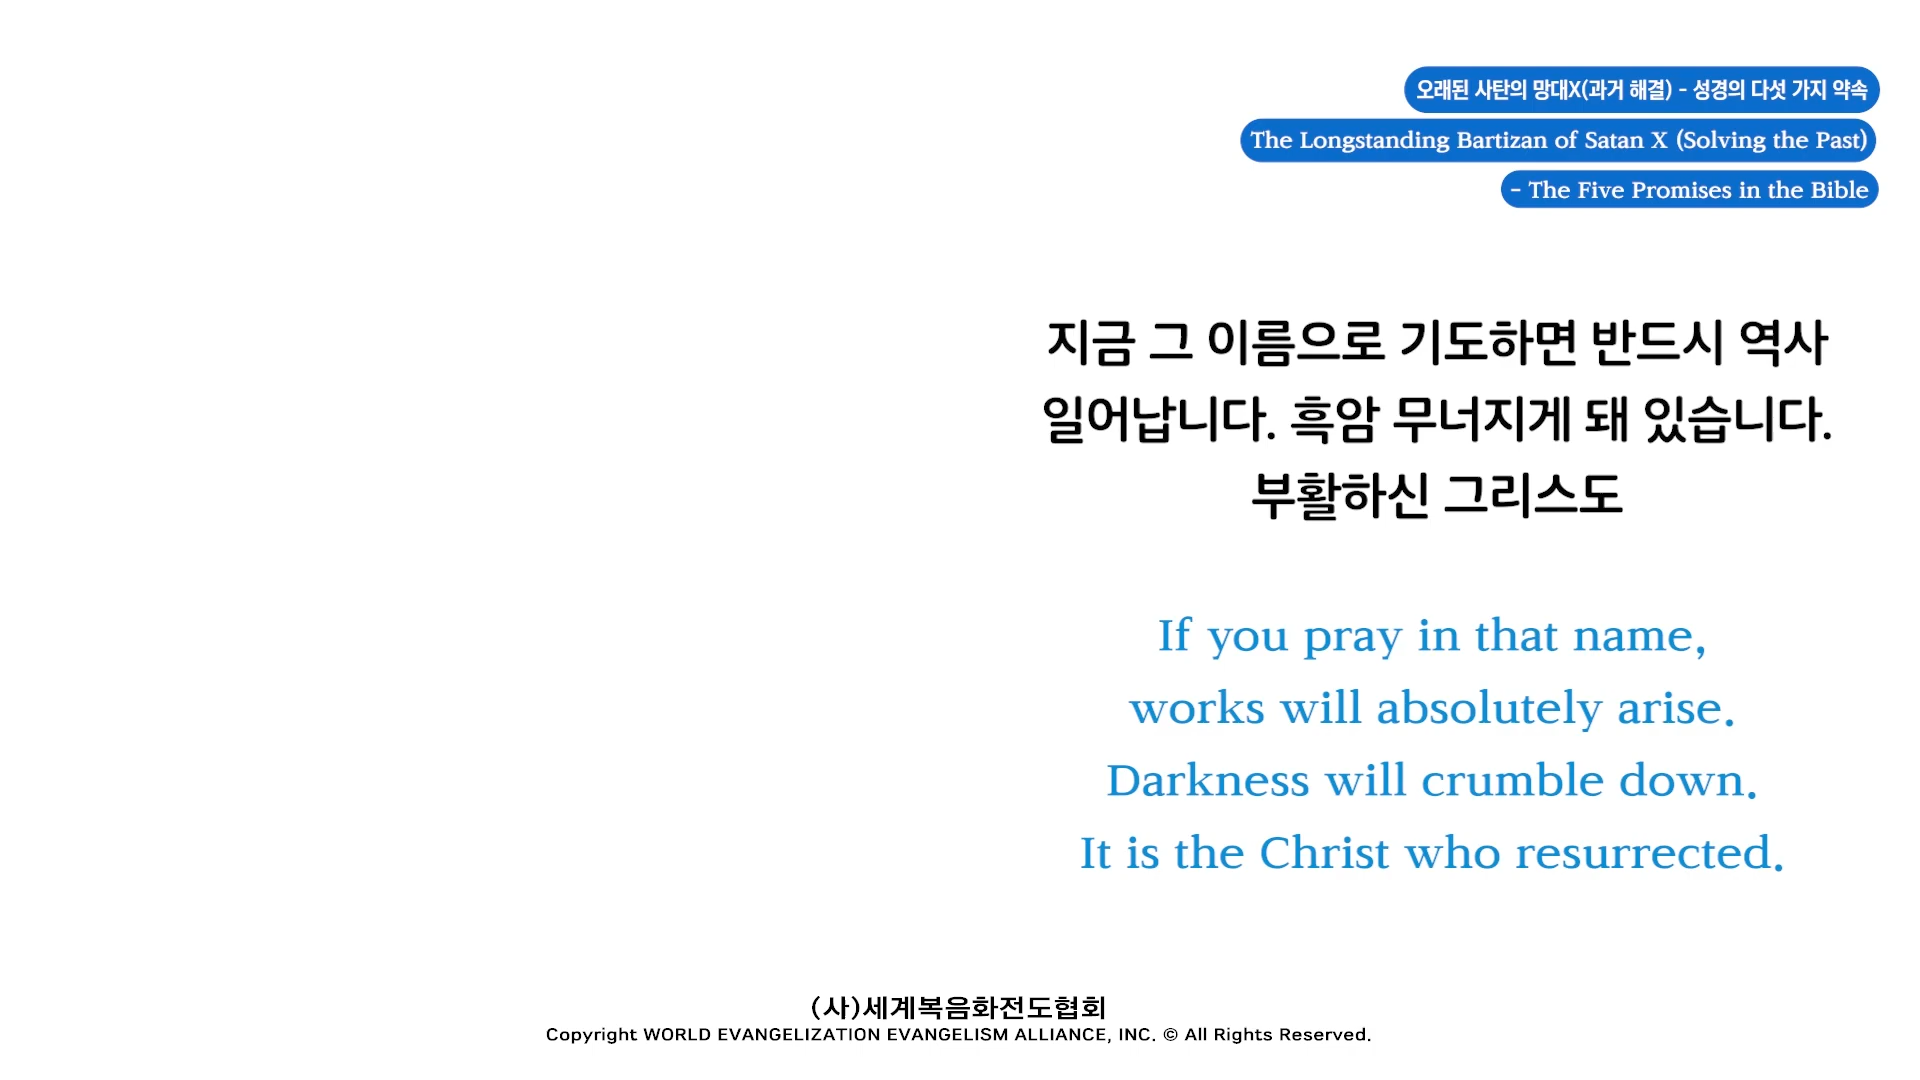 오래된 사탄의 망대X(과거 해결) - 성경의 다섯 가지 약속
The Longstanding Bartizan of Satan X (Solving the Past)
- The Five Promises in the Bible
지금 그 이름으로 기도하면 반드시 역사
일어납니다. 흑암 무너지게 돼 있습니다.
부활하신 그리스도
If you pray in that name,
works will absolutely arise.
Darkness will crumble down.
It is the Christ who resurrected.
(사)세계복음화전도협회
Copyright WORLD EVANGELIZATION EVANGELISM ALLIANCE, INC. © All Rights Reserved.